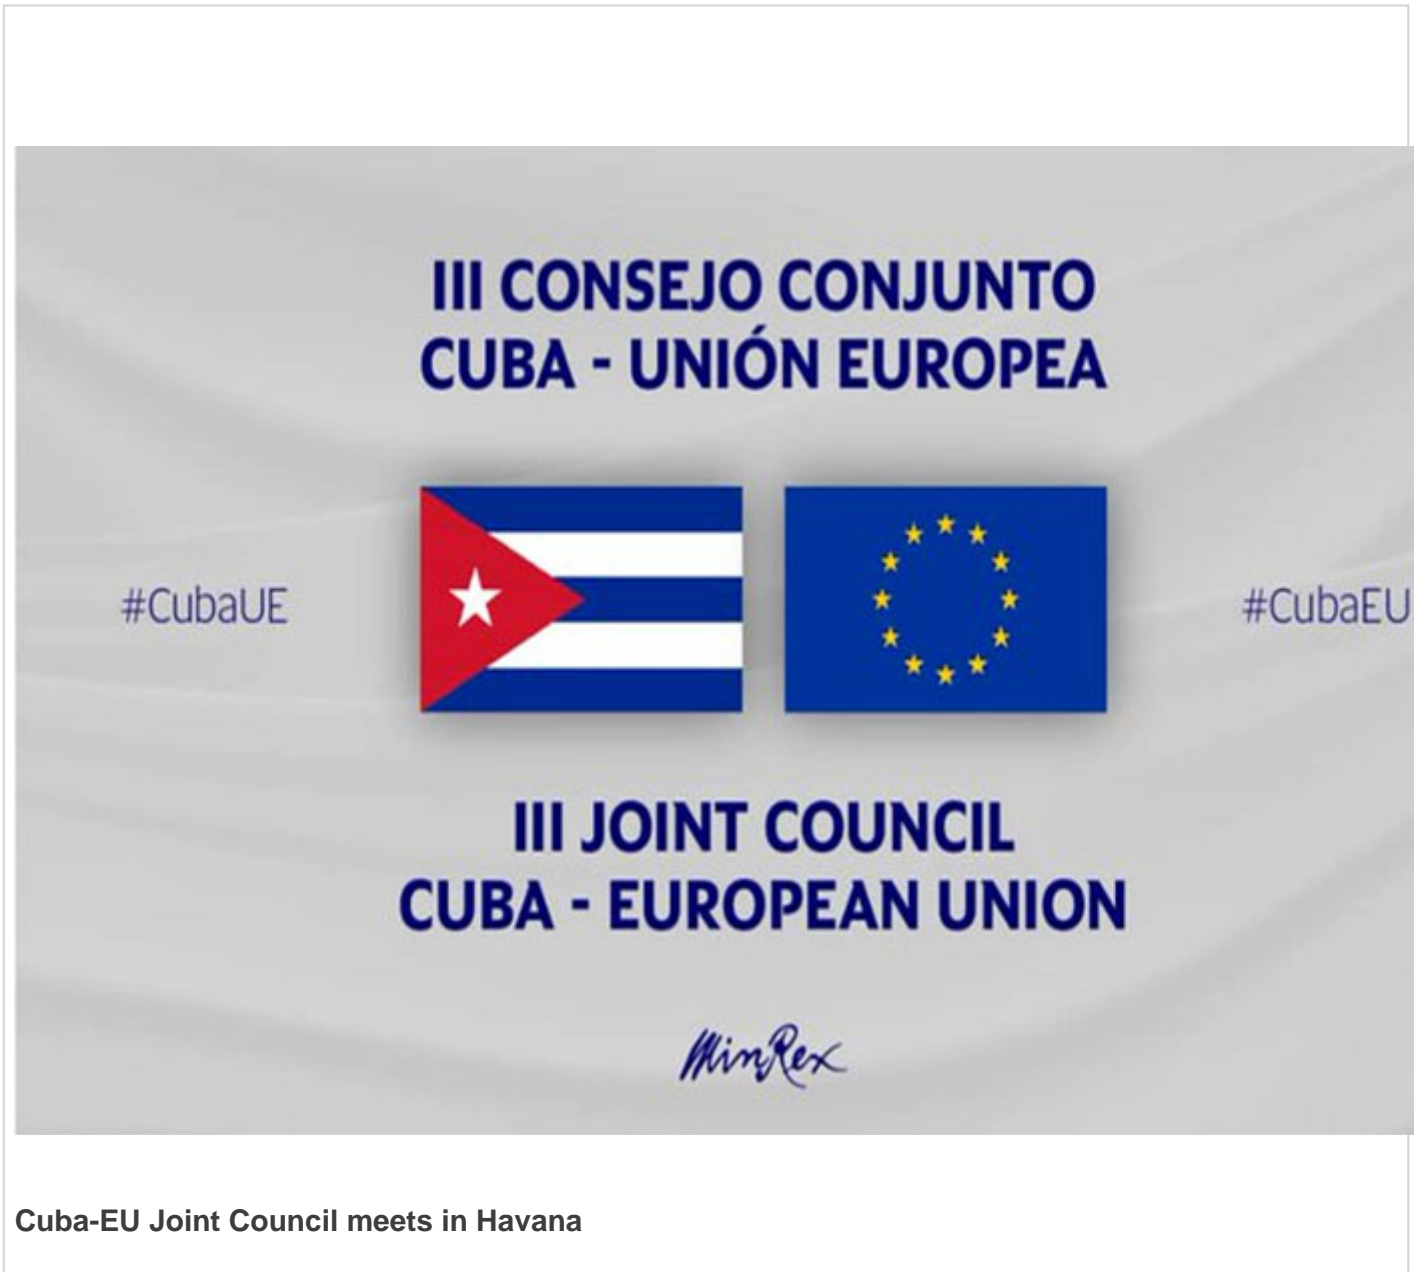 III CONSEJO CONJUNTO
CUBA - UNIÓN EUROPEA
#CubaUE
#CubaEU
III JOINT COUNCIL
CUBA - EUROPEAN UNION
MinRex
Cuba-EU Joint Council meets in Havana